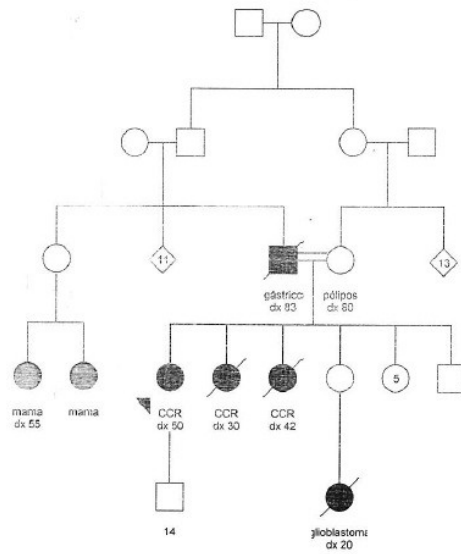 11
13
gástrico
dx 83
pólipos
dx 80
5
mama
dx 55
mama
CCR
dx 50
CCR
dx 30
CCR
dx 42
14
glioblastoma
dx 20